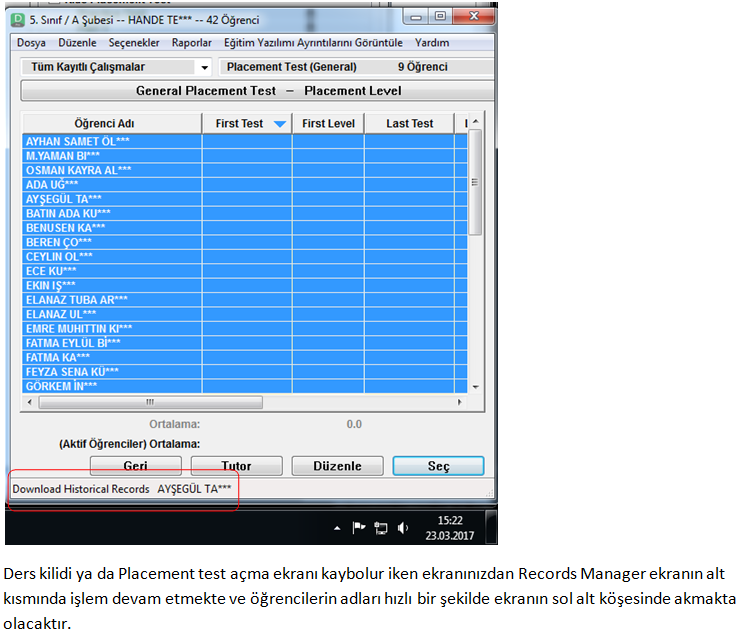 5. Sınıf / A Şubesi -- HANDE TE*** -- 42 Öğrenci
Dosya Düzenle Seçenekler Raporlar Eğitim Yazılımı Ayrıntılarını Görüntüle Yardım
Tüm Kayıtlı Çalışmalar Placement Test (General) 9 Öğrenci
General Placement Test – Placement Level
Öğrenci Adı First Test First Level Last Test
AYHAN SAMET ÖL***
M.YAMAN BI***
OSMAN KAYRA AL***
ADA UĞ***
AYŞEGÜL TA***
BATIN ADA KU***
BENUSEN KA***
BEREN ÇO***
CEYLIN OL***
ECE KU***
EKIN IŞ***
ELANAZ TUBA AR***
ELANAZ UL***
EMRE MUHITTIN KI***
FATMA EYLÜL Bİ***
FATMA KA***
FEYZA SENA KÜ***
GÖRKEM İN***
Ortalama: 0.0
(Aktif Öğrenciler) Ortalama:
Geri Tutor Düzenle Seç
Download Historical Records AYŞEGÜL TA***
15:22
23.03.2017
Ders kilidi ya da Placement test açma ekranı kaybolur iken ekranınızdan Records Manager ekranın alt
kısmında işlem devam etmekte ve öğrencilerin adları hızlı bir şekilde ekranın sol alt köşesinde akmakta
olacaktır.